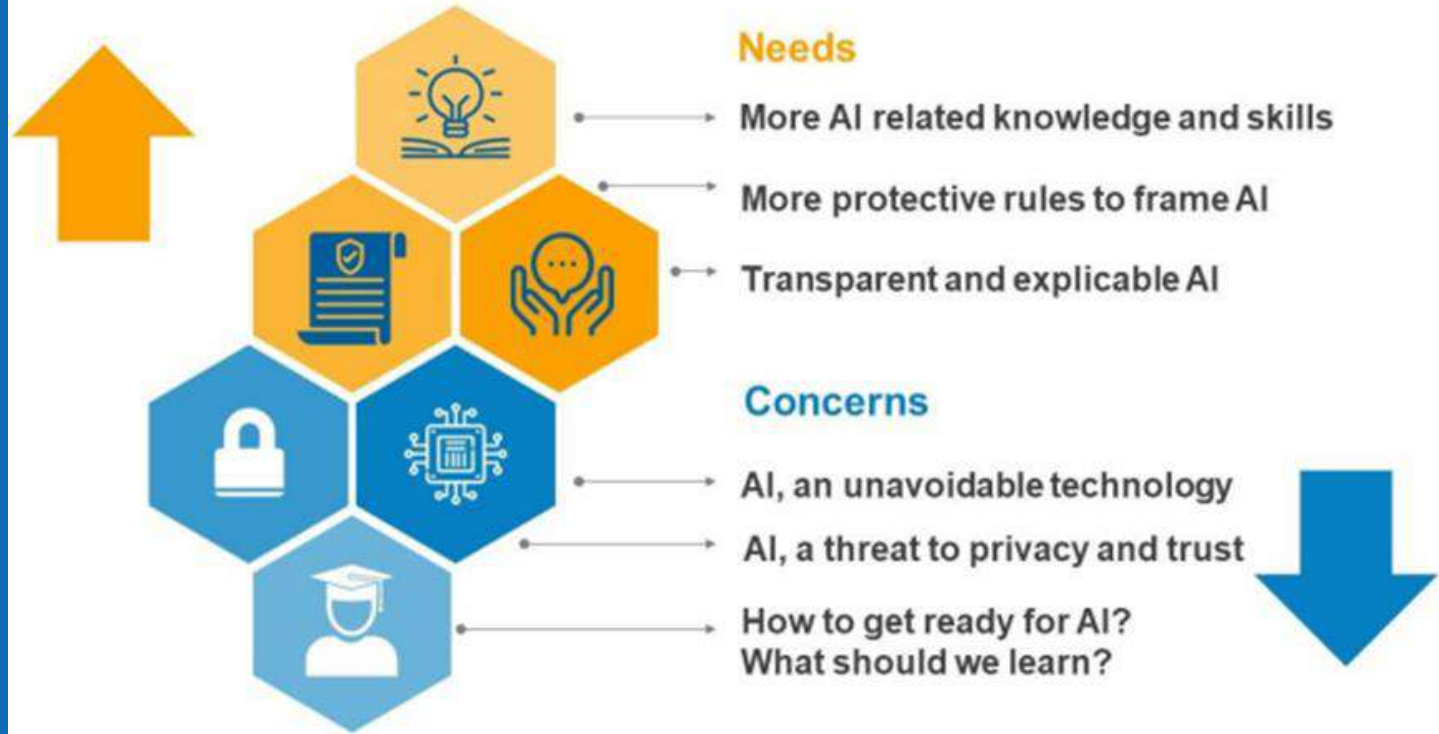 Needs
More AI related knowledge and skills
More protective rules to frame AI
Transparent and explicable AI
Concerns
AI, an unavoidable technology
AI, a threat to privacy and trust
How to get ready for AI?
What should we learn?